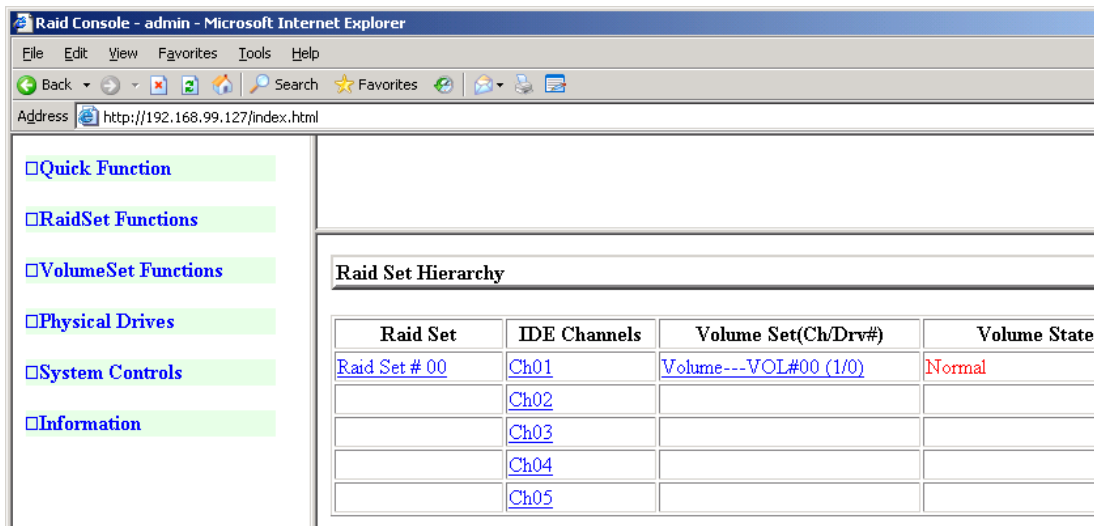 Raid Console - admin - Microsoft Internet Explorer
File Edit View Favorites Tools Help
Back Search Favorites
Address http://192.168.99.127/index.html
Quick Function
RaidSet Functions
VolumeSet Functions
Physical Drives
System Controls
Information
Raid Set Hierarchy
Raid Set IDE Channels Volume Set(Ch/Drv#) Volume State
Raid Set # 00 Ch01 Volume---VOL#00 (1/0) Normal
Ch02
Ch03
Ch04
Ch05